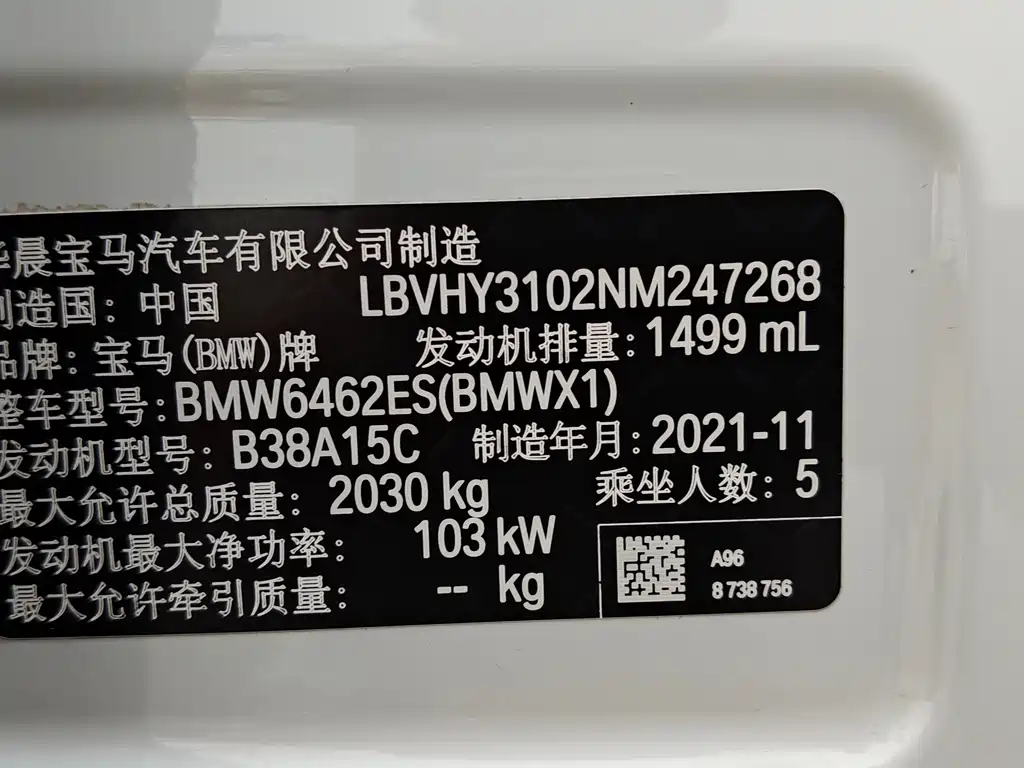 华晨宝马汽车有限公司制造
制造国: 中国 LBVHY3102NM247268
品牌: 宝马(BMW)牌 发动机排量: 1499 mL
整车型号: BMW6462ES(BMWX1)
发动机型号: B38A15C 制造年月: 2021-11
最大允许总质量: 2030 kg 乘坐人数: 5
发动机最大净功率: 103 kW
最大允许牵引质量: -- kg
A96
8 738 756